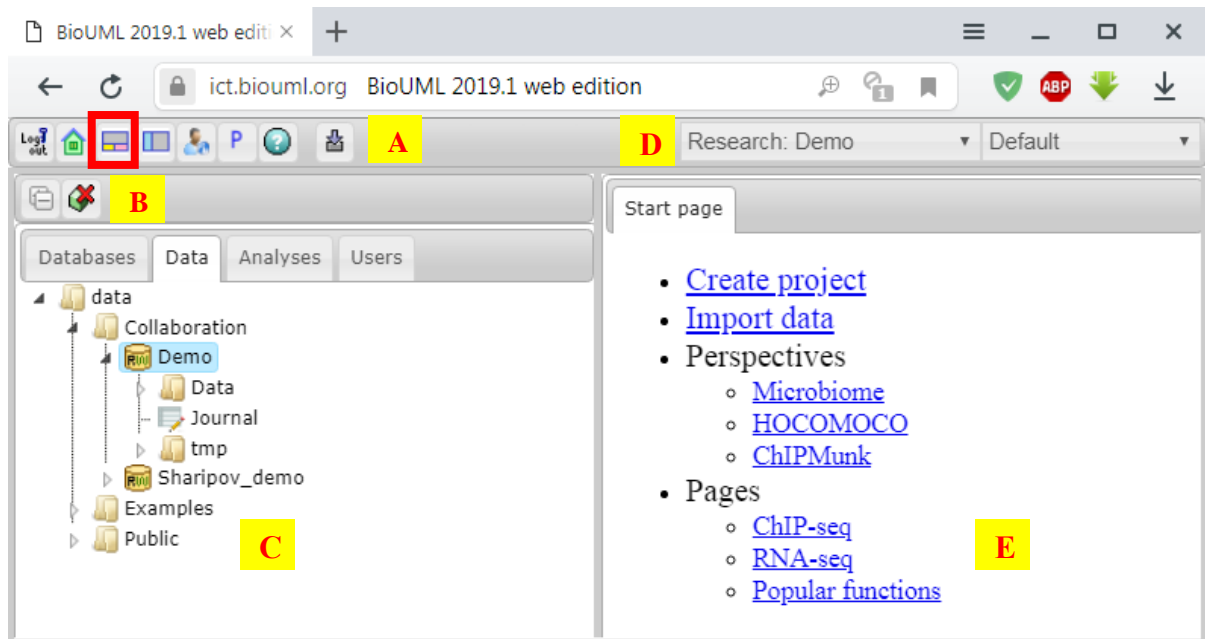 BioUML 2019.1 web editi
ict.biouml.org BioUML 2019.1 web edition 1 ABP
Logout P ? A D Research: Demo Default
B
Start page
Databases Data Analyses Users
data
Collaboration
Demo
Data
Journal
tmp
Sharipov_demo
Examples
Public
C
Create project
Import data
Perspectives
Microbiome
HOCOMOCO
ChIPMunk
Pages
ChIP-seq
RNA-seq
Popular functions
E